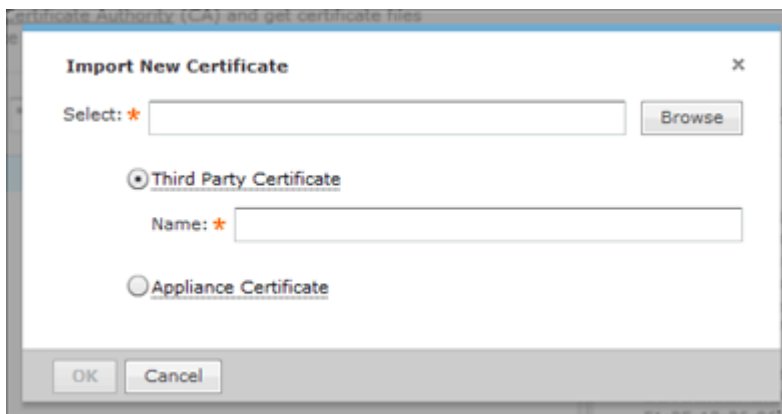 Certificate Authority (CA) and get certificate files
Import New Certificate ×
Select: * Browse
Third Party Certificate
Name: *
Appliance Certificate
OK Cancel